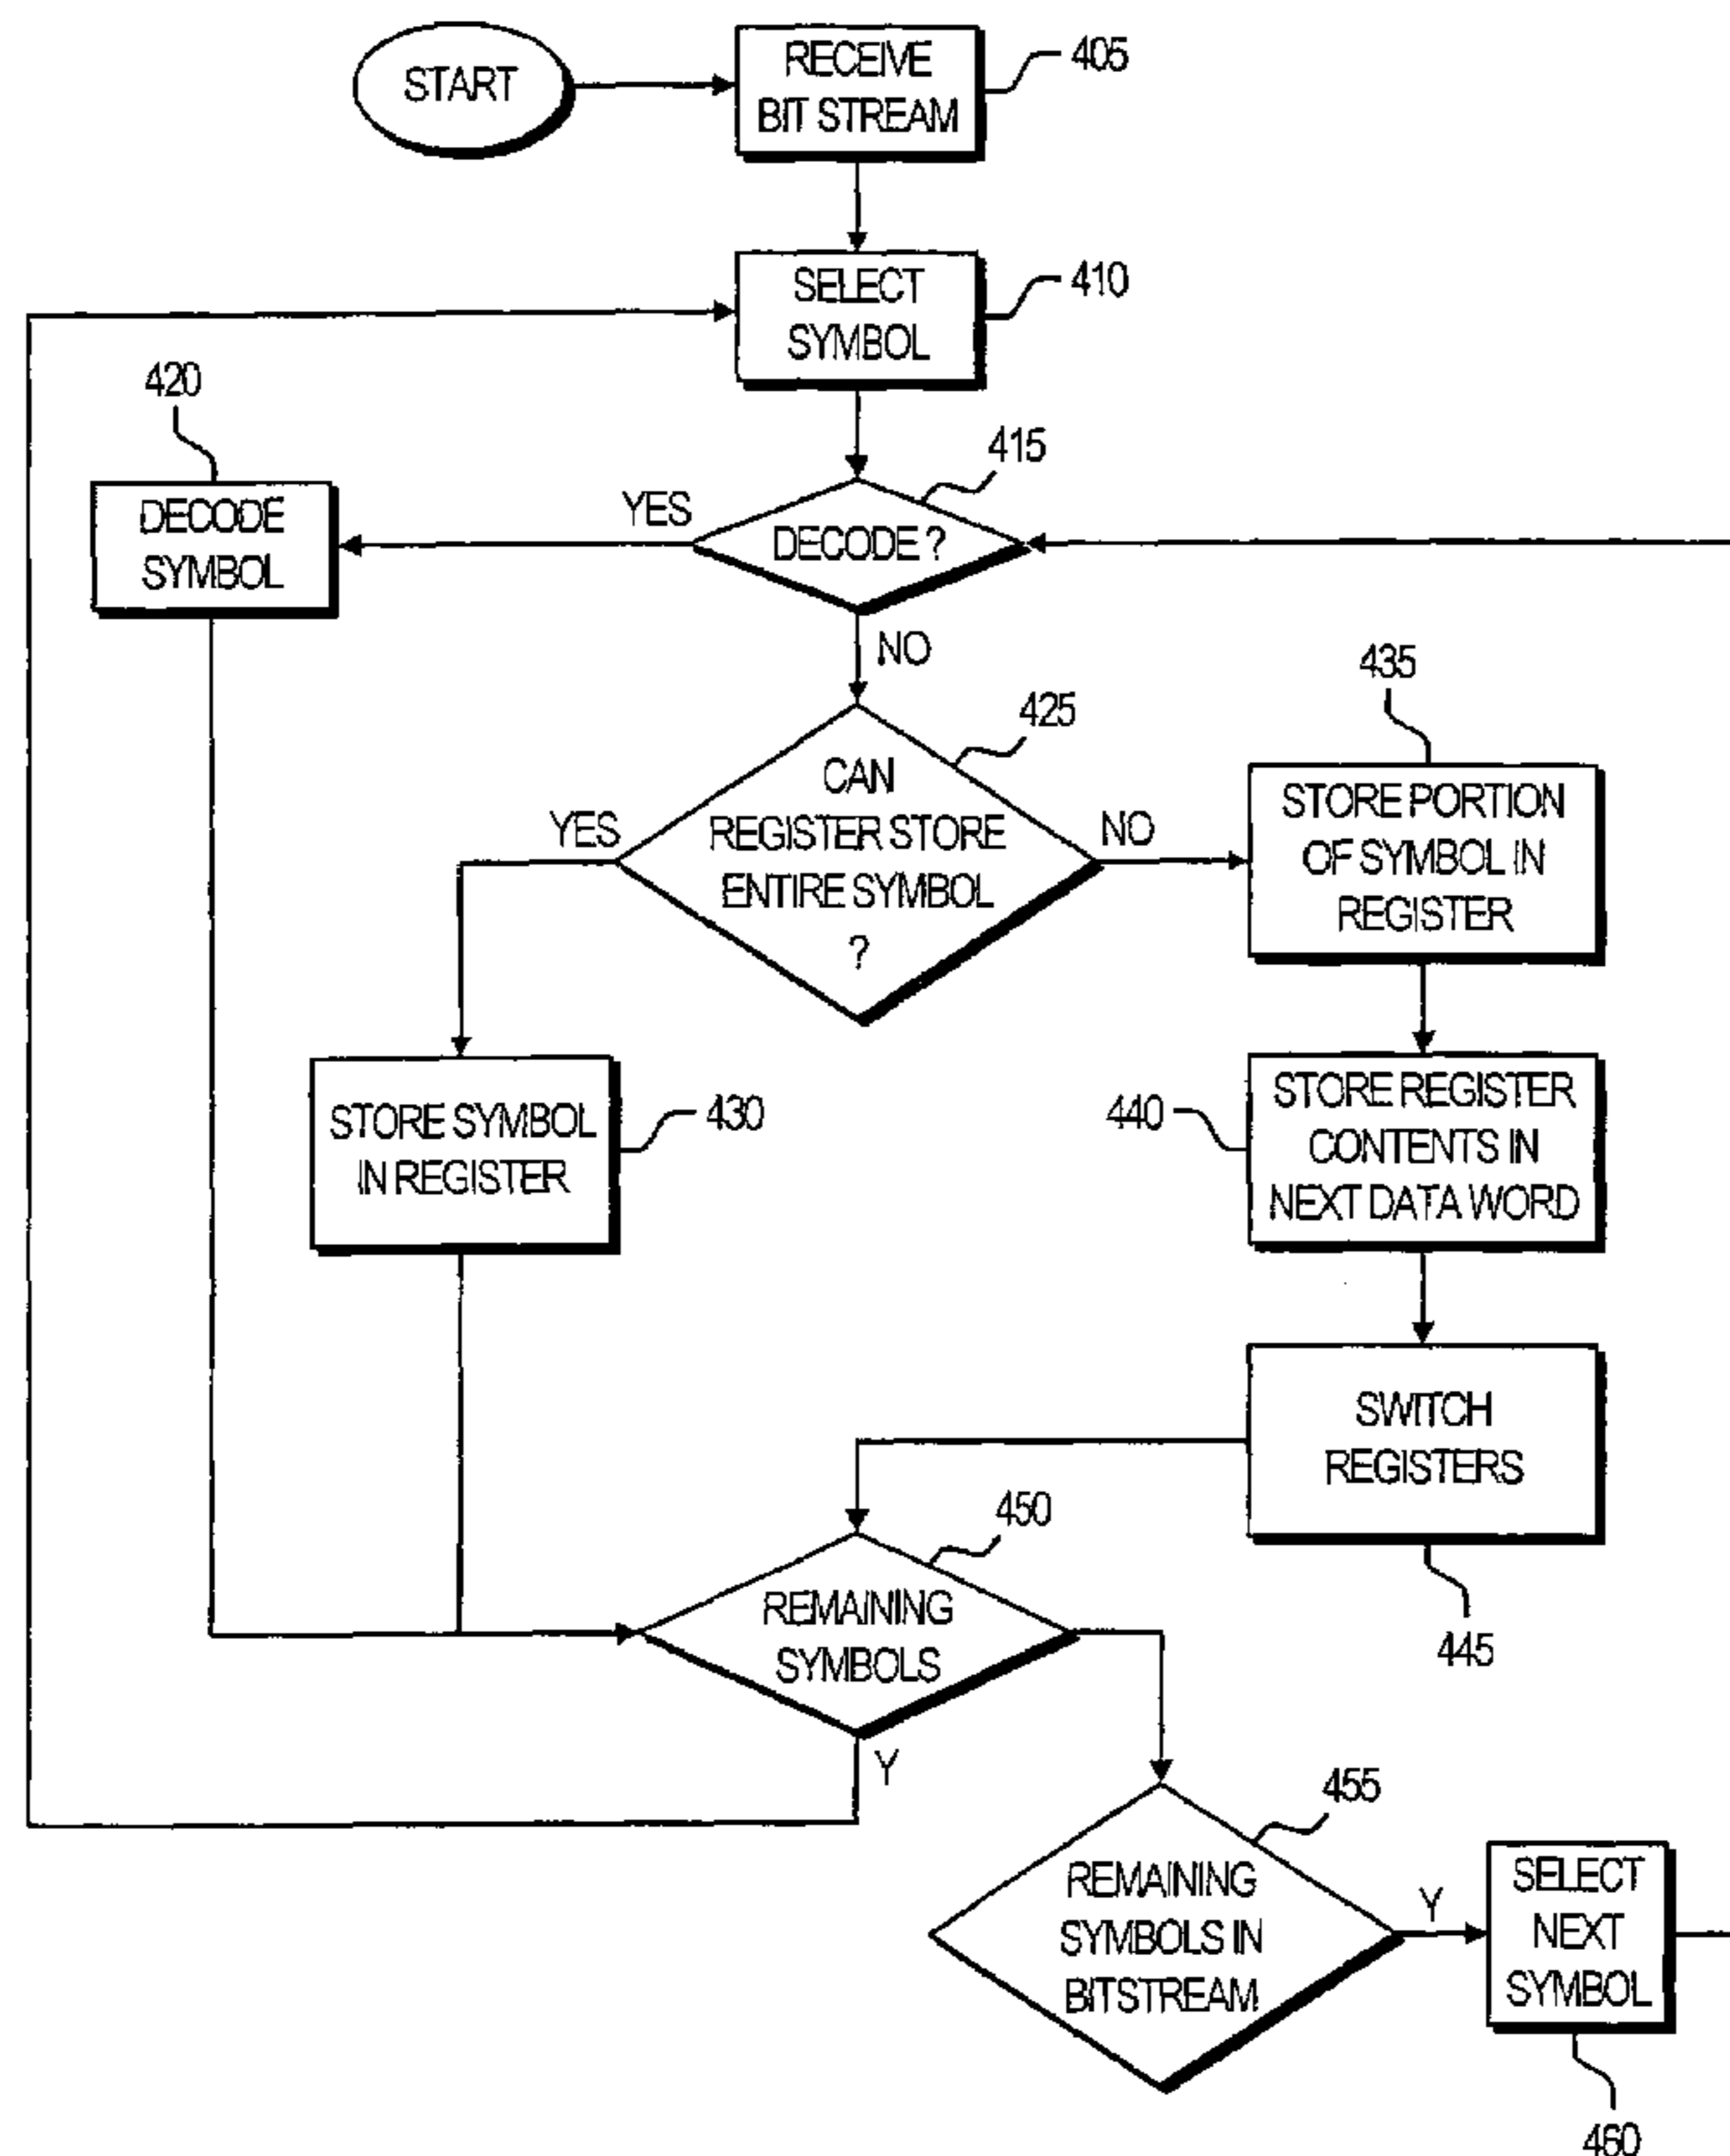 START
RECEIVE
BIT STREAM
405
SELECT
SYMBOL
410
420
415
DECODE
SYMBOL
YES
DECODE ?
NO
435
425
CAN
REGISTER STORE
ENTIRE SYMBOL
?
YES
NO
STORE PORTION
OF SYMBOL IN
REGISTER
STORE SYMBOL
IN REGISTER
430
440
STORE REGISTER
CONTENTS IN
NEXT DATA WORD
SWITCH
REGISTERS
450
445
REMAINING
SYMBOLS
Y
455
REMAINING
SYMBOLS IN
BITSTREAM
Y
SELECT
NEXT
SYMBOL
460